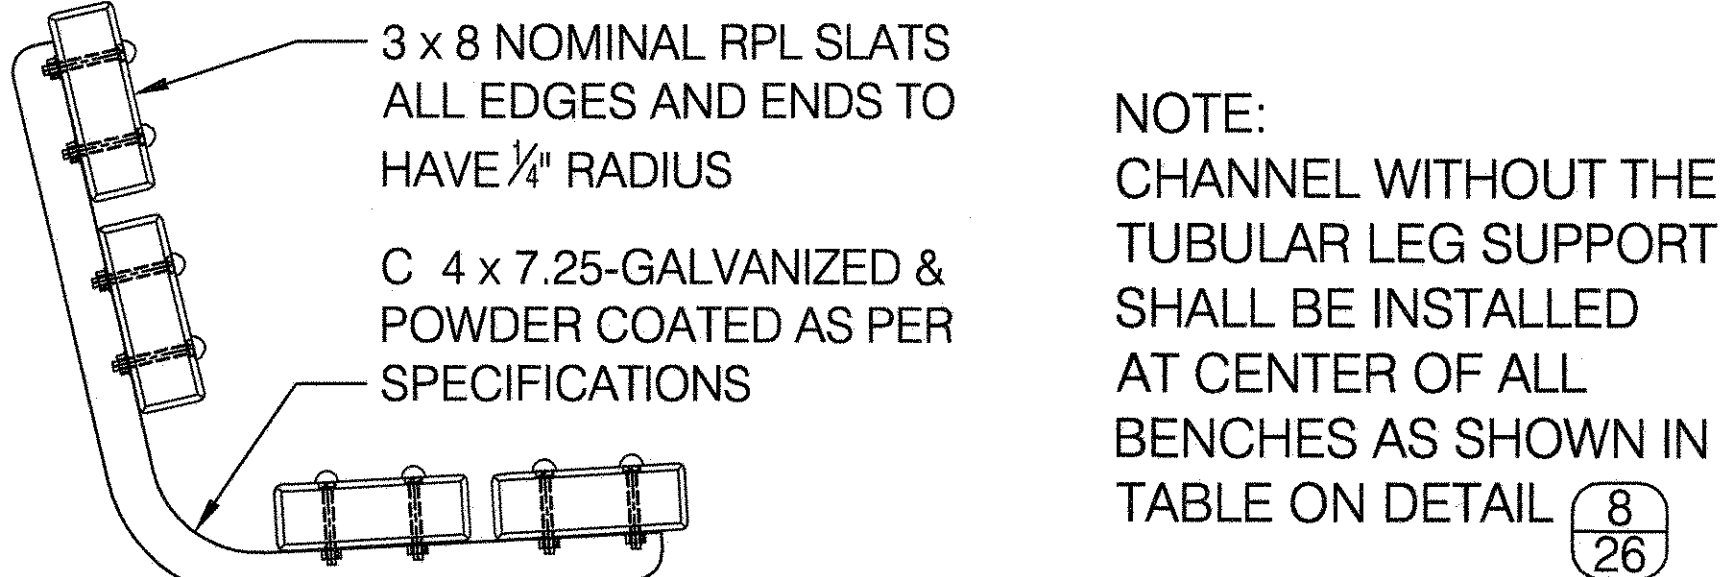 3 x 8 NOMINAL RPL SLATS
ALL EDGES AND ENDS TO
HAVE 1/4" RADIUS
C 4 x 7.25-GALVANIZED &
POWDER COATED AS PER
SPECIFICATIONS
NOTE:
CHANNEL WITHOUT THE
TUBULAR LEG SUPPORT
SHALL BE INSTALLED
AT CENTER OF ALL
BENCHES AS SHOWN IN
TABLE ON DETAIL
8
26